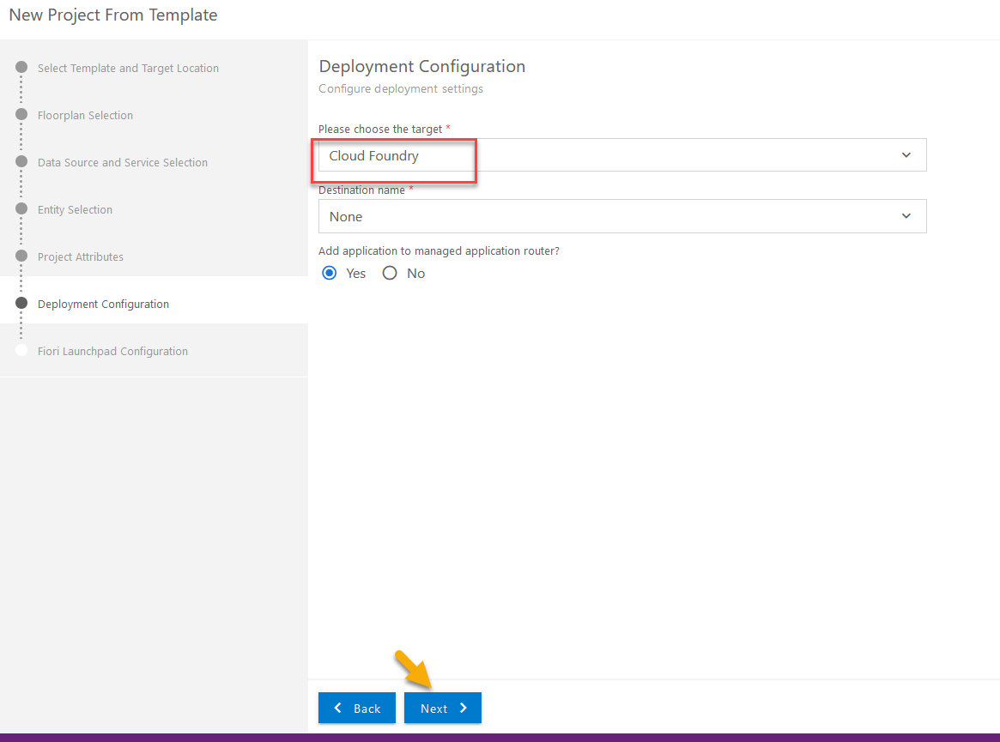 New Project From Template
Select Template and Target Location
Floorplan Selection
Data Source and Service Selection
Entity Selection
Project Attributes
Deployment Configuration
Fiori Launchpad Configuration
Deployment Configuration
Configure deployment settings
Please choose the target *
Cloud Foundry
Destination name *
None
Add application to managed application router?
Yes No
Back Next